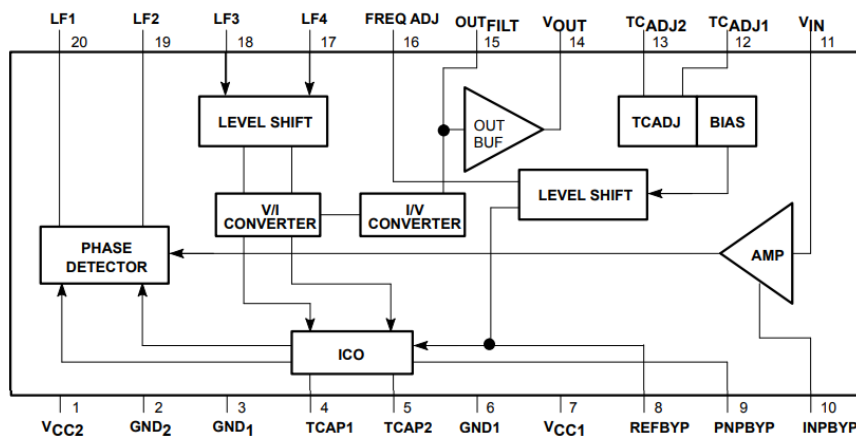 LF1 LF2 LF3 LF4 FREQ ADJ OUTFILT VOUT TCADJ2 TCADJ1 VIN
20 19 18 17 16 15 14 13 12 11
LEVEL SHIFT
OUT
BUF
TCADJ BIAS
LEVEL SHIFT
V/I
CONVERTER
I/V
CONVERTER
PHASE
DETECTOR
AMP
ICO
1 2 3 4 5 6 7 8 9 10
VCC2 GND2 GND1 TCAP1 TCAP2 GND1 VCC1 REFBYP PNPBYP INPBYP